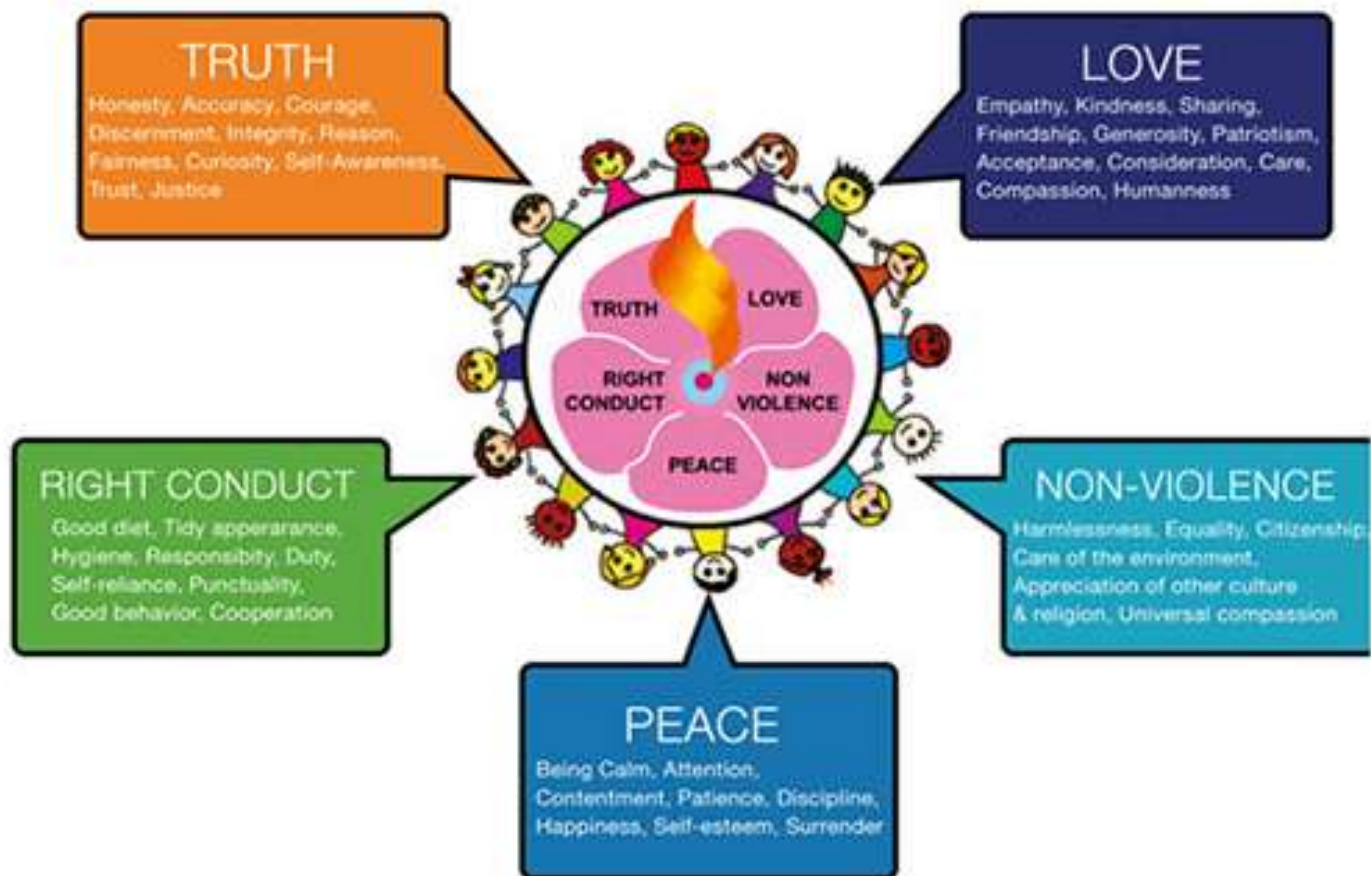 TRUTH
Honesty, Accuracy, Courage,
Discernment, Integrity, Reason,
Fairness, Curiosity, Self-Awareness,
Trust, Justice
LOVE
Empathy, Kindness, Sharing,
Friendship, Generosity, Patriotism,
Acceptance, Consideration, Care,
Compassion, Humanness
TRUTH
LOVE
RIGHT
CONDUCT
NON
VIOLENCE
PEACE
RIGHT CONDUCT
Good diet, Tidy apperarance,
Hygiene, Responsibity, Duty,
Self-reliance, Punctuality,
Good behavior, Cooperation
NON-VIOLENCE
Harmlessness, Equality, Citizenship
Care of the environment,
Appreciation of other culture
& religion, Universal compassion
PEACE
Being Calm, Attention,
Contentment, Patience, Discipline,
Happiness, Self-esteem, Surrender